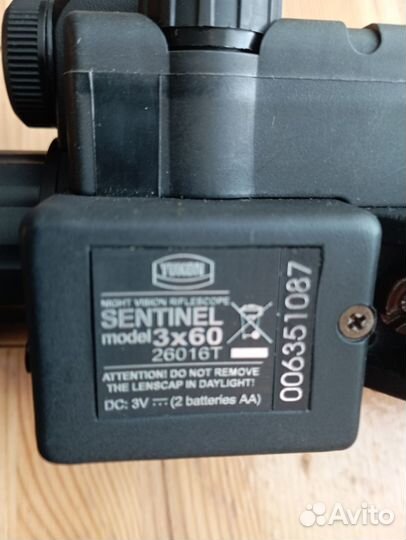 YUKON
NIGHT VISION RIFLESCOPE
SENTINEL
model 3x60
26016T
ATTENTION! DO NOT REMOVE
THE LENSCAP IN DAYLIGHT!
DC: 3V (2 batteries AA)
006351087
Avito